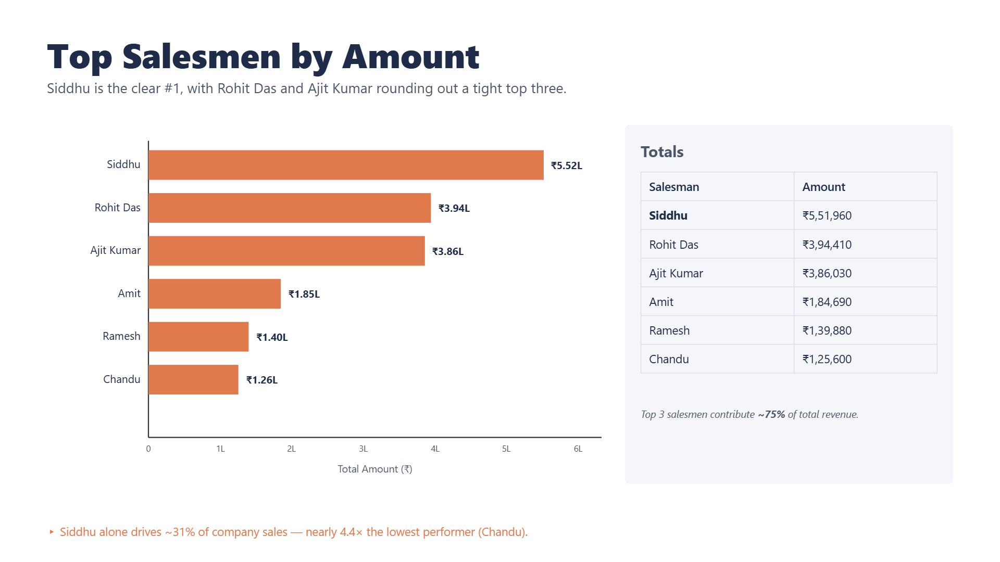 Top Salesmen by Amount
Siddhu is the clear #1, with Rohit Das and Ajit Kumar rounding out a tight top three.
Siddhu ₹5.52L
Rohit Das ₹3.94L
Ajit Kumar ₹3.86L
Amit ₹1.85L
Ramesh ₹1.40L
Chandu ₹1.26L
0 1L 2L 3L 4L 5L 6L
Total Amount (₹)
Totals
Salesman Amount
Siddhu ₹5,51,960
Rohit Das ₹3,94,410
Ajit Kumar ₹3,86,030
Amit ₹1,84,690
Ramesh ₹1,39,880
Chandu ₹1,25,600
Top 3 salesmen contribute ~75% of total revenue.
‣ Siddhu alone drives ~31% of company sales — nearly 4.4× the lowest performer (Chandu).